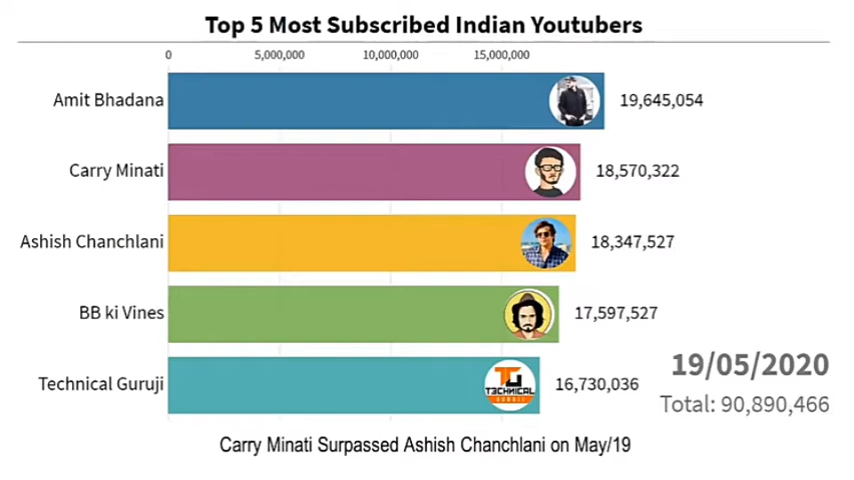 Top 5 Most Subscribed Indian Youtubers
0 5,000,000 10,000,000 15,000,000
Amit Bhadana 19,645,054
Carry Minati 18,570,322
Ashish Chanchlani 18,347,527
BB ki Vines 17,597,527
Technical Guruji TG TECHNICAL GURUJI 16,730,036
19/05/2020
Total: 90,890,466
Carry Minati Surpassed Ashish Chanchlani on May/19